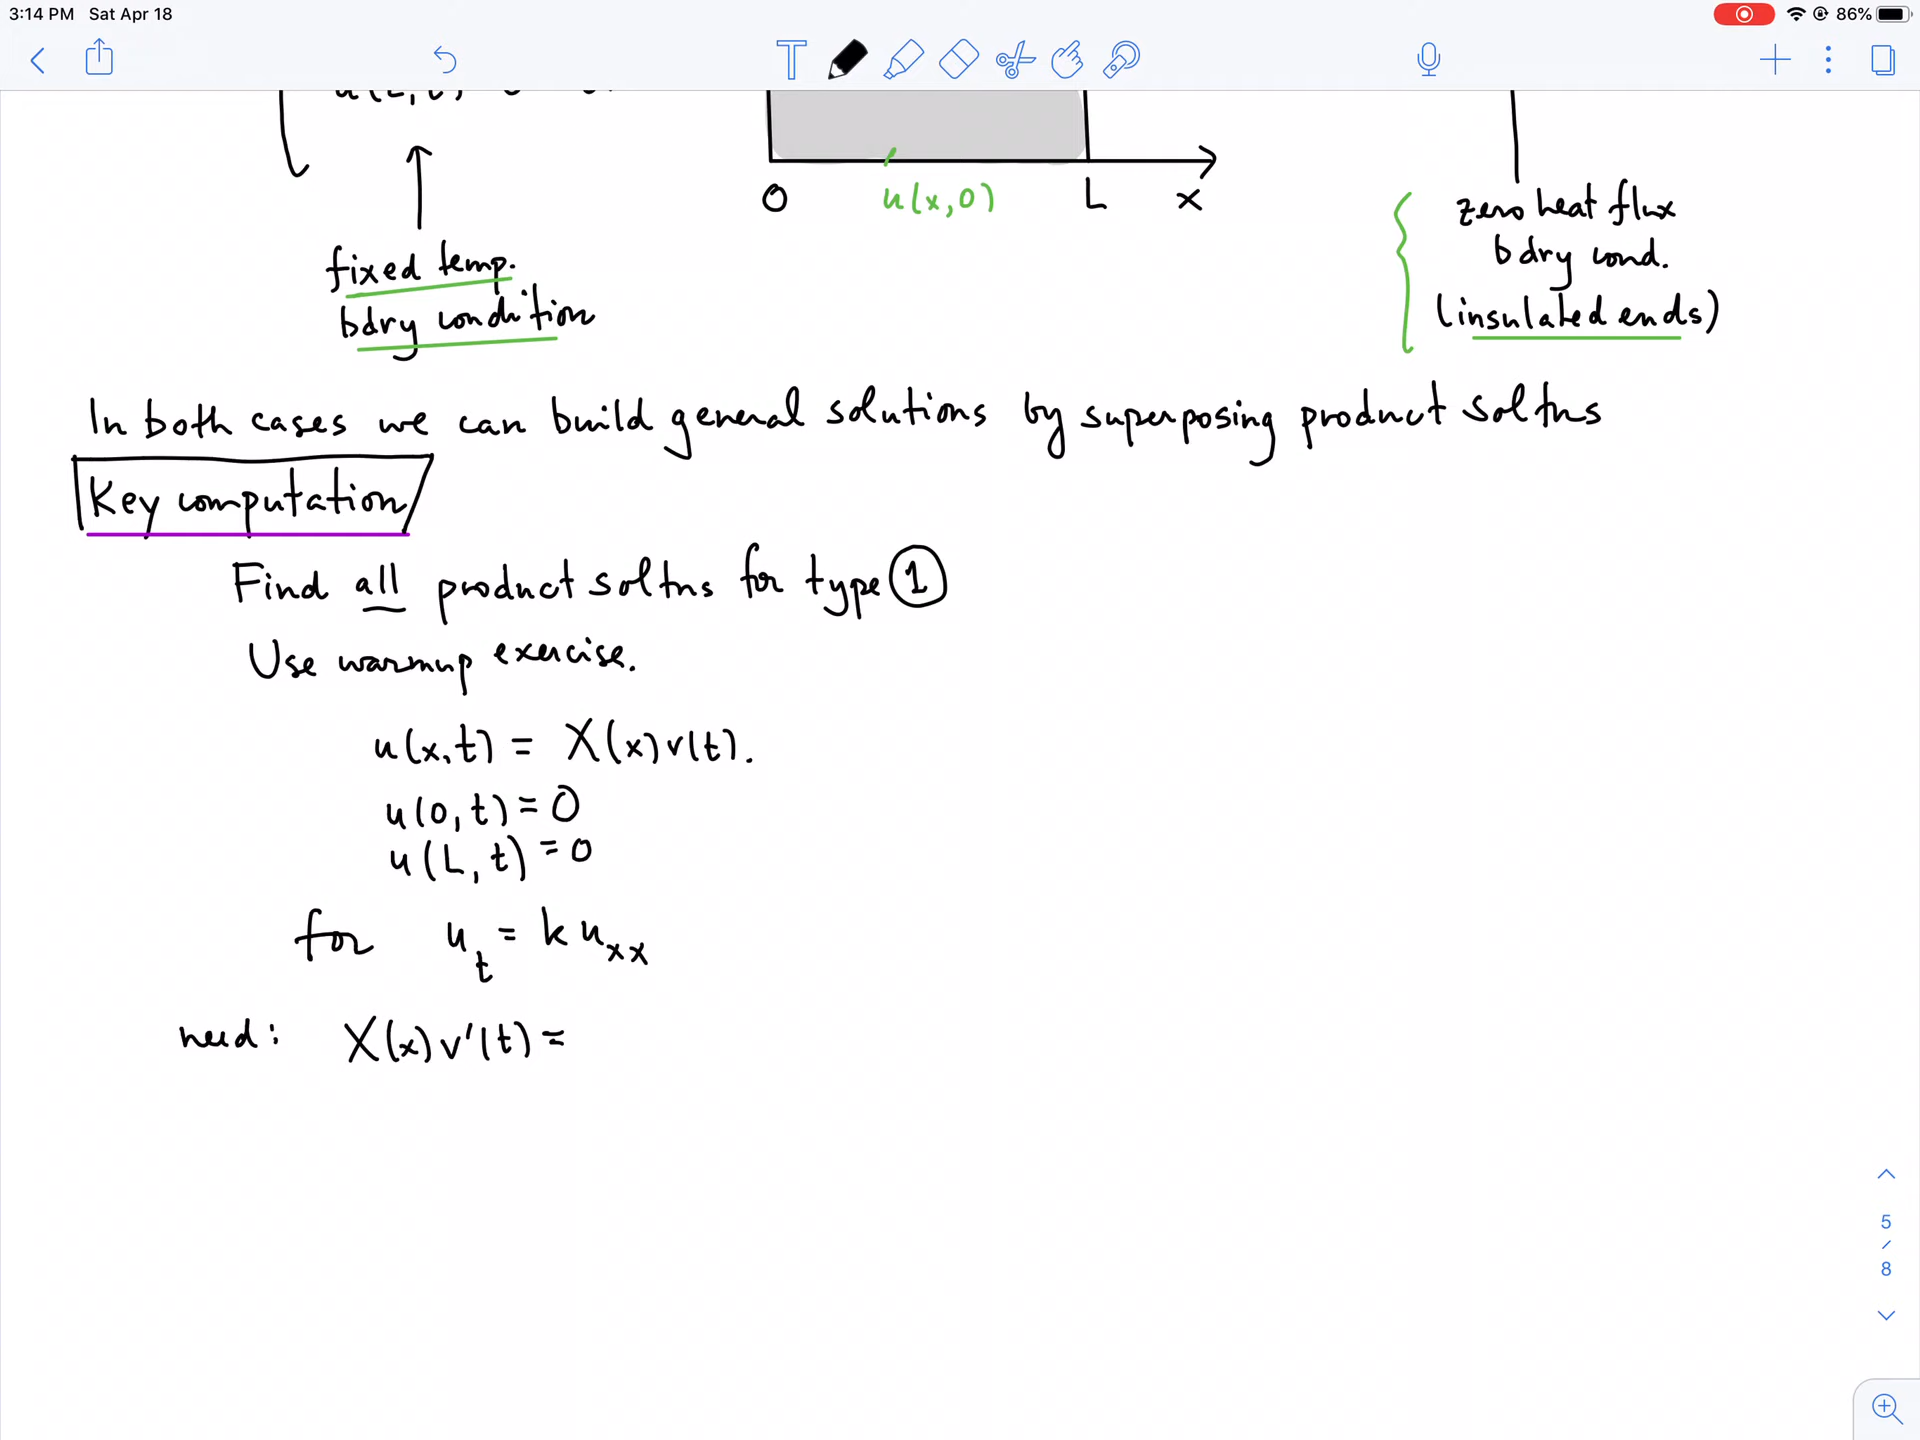 3:14 PM Sat Apr 18
86%
T
0
u(x,0)
L
x
zero heat flux
bdry cond.
(insulated ends)
fixed temp.
bdry condition
In both cases we can build general solutions by superposing product soltns
Key computation
Find all product soltns for type ①
Use warmup exercise.
u(x,t) = X(x)v(t).
u(0,t) = 0
u(L,t) = 0
for u_t = k u_xx
need: X(x)v'(t) =
5
/
8